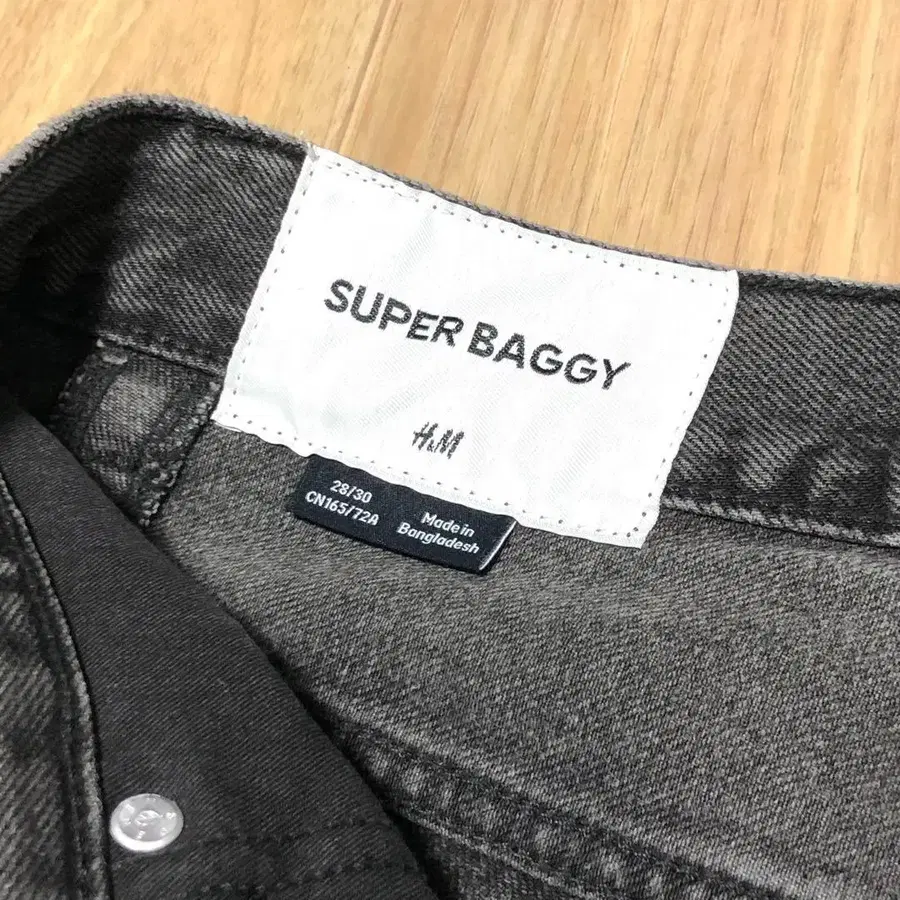 SUPER BAGGY
H&M
28/30
CN165/72A
Made in
Bangladesh